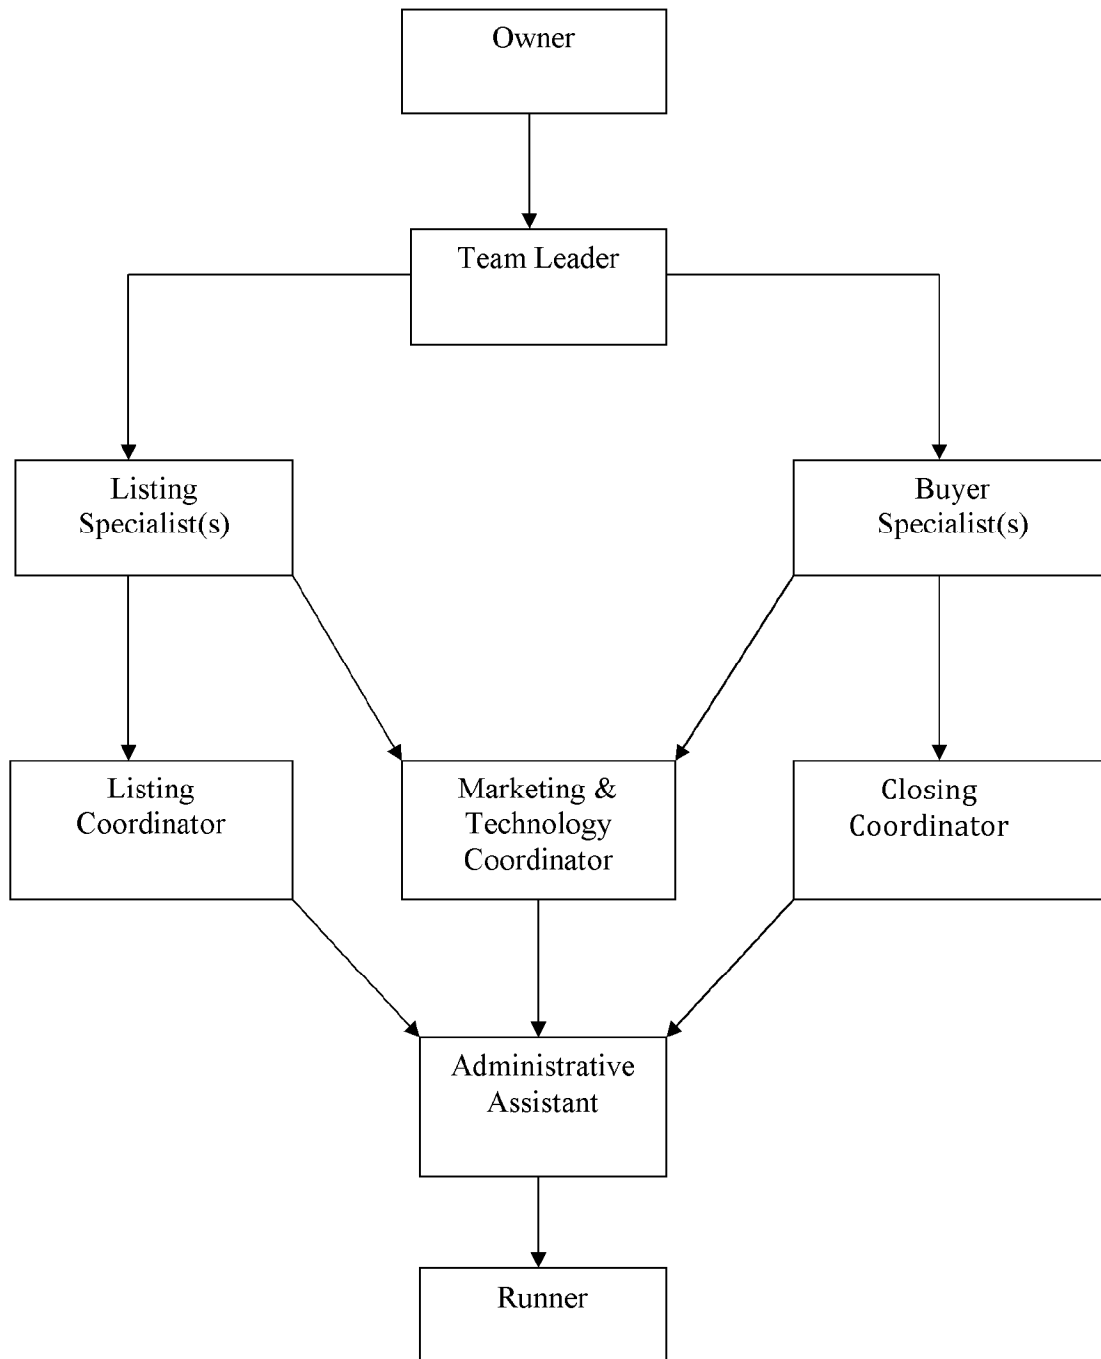 Owner
Team Leader
Listing
Specialist(s)
Buyer
Specialist(s)
Listing
Coordinator
Marketing &
Technology
Coordinator
Closing
Coordinator
Administrative
Assistant
Runner